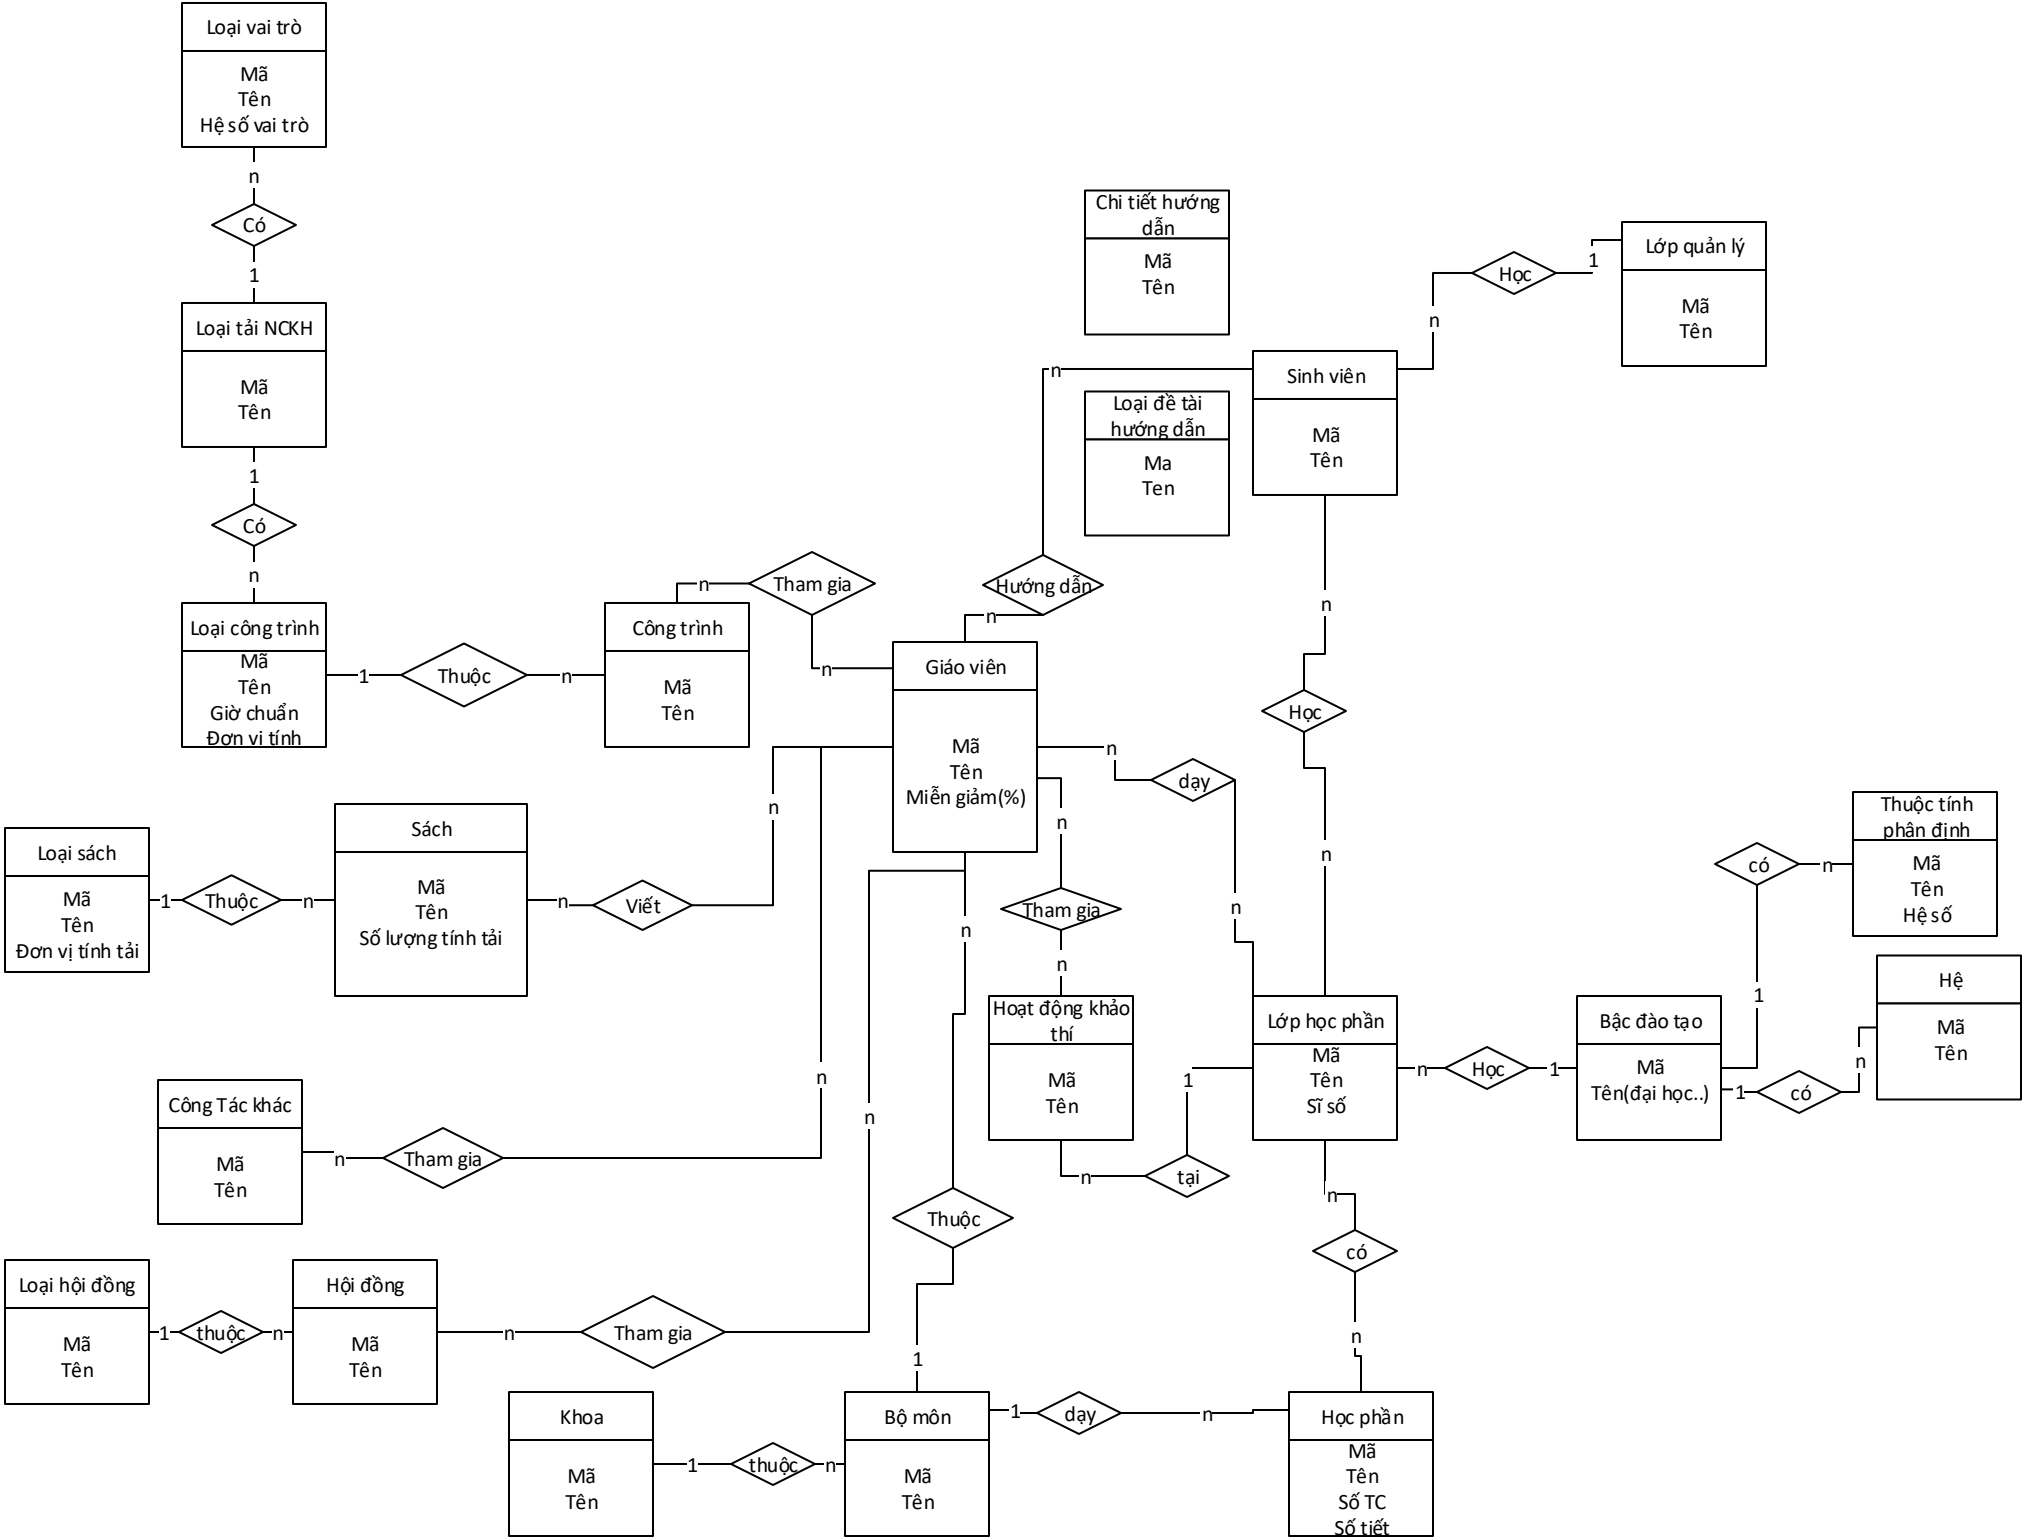 Loại vai trò
Mã
Tên
Hệ số vai trò
n
Có
1
Loại tải NCKH
Mã
Tên
1
Có
n
Loại công trình
Mã
Tên
Giờ chuẩn
Đơn vị tính
1
Thuộc
n
Công trình
Mã
Tên
n
Tham gia
n
Chi tiết hướng
dẫn
Mã
Tên
Loại đề tài
hướng dẫn
Ma
Ten
n
Hướng dẫn
n
Sinh viên
Mã
Tên
n
Học
1
Lớp quản lý
Mã
Tên
n
Học
n
Giáo viên
Mã
Tên
Miễn giảm(%)
n
dạy
n
n
Tham gia
n
Hoạt động khảo
thí
Mã
Tên
n
tại
1
Loại sách
Mã
Tên
Đơn vị tính tải
1
Thuộc
n
Sách
Mã
Tên
Số lượng tính tải
n
Viết
n
Công Tác khác
Mã
Tên
n
Tham gia
n
Loại hội đồng
Mã
Tên
1
thuộc
n
Hội đồng
Mã
Tên
n
Tham gia
n
n
Thuộc
1
Khoa
Mã
Tên
1
thuộc
n
Bộ môn
Mã
Tên
1
dạy
n
Học phần
Mã
Tên
Số TC
Số tiết
n
có
n
Lớp học phần
Mã
Tên
Sĩ số
n
Học
1
Bậc đào tạo
Mã
Tên(đại học..)
1
có
n
Thuộc tính
phân định
Mã
Tên
Hệ số
1
có
n
Hệ
Mã
Tên